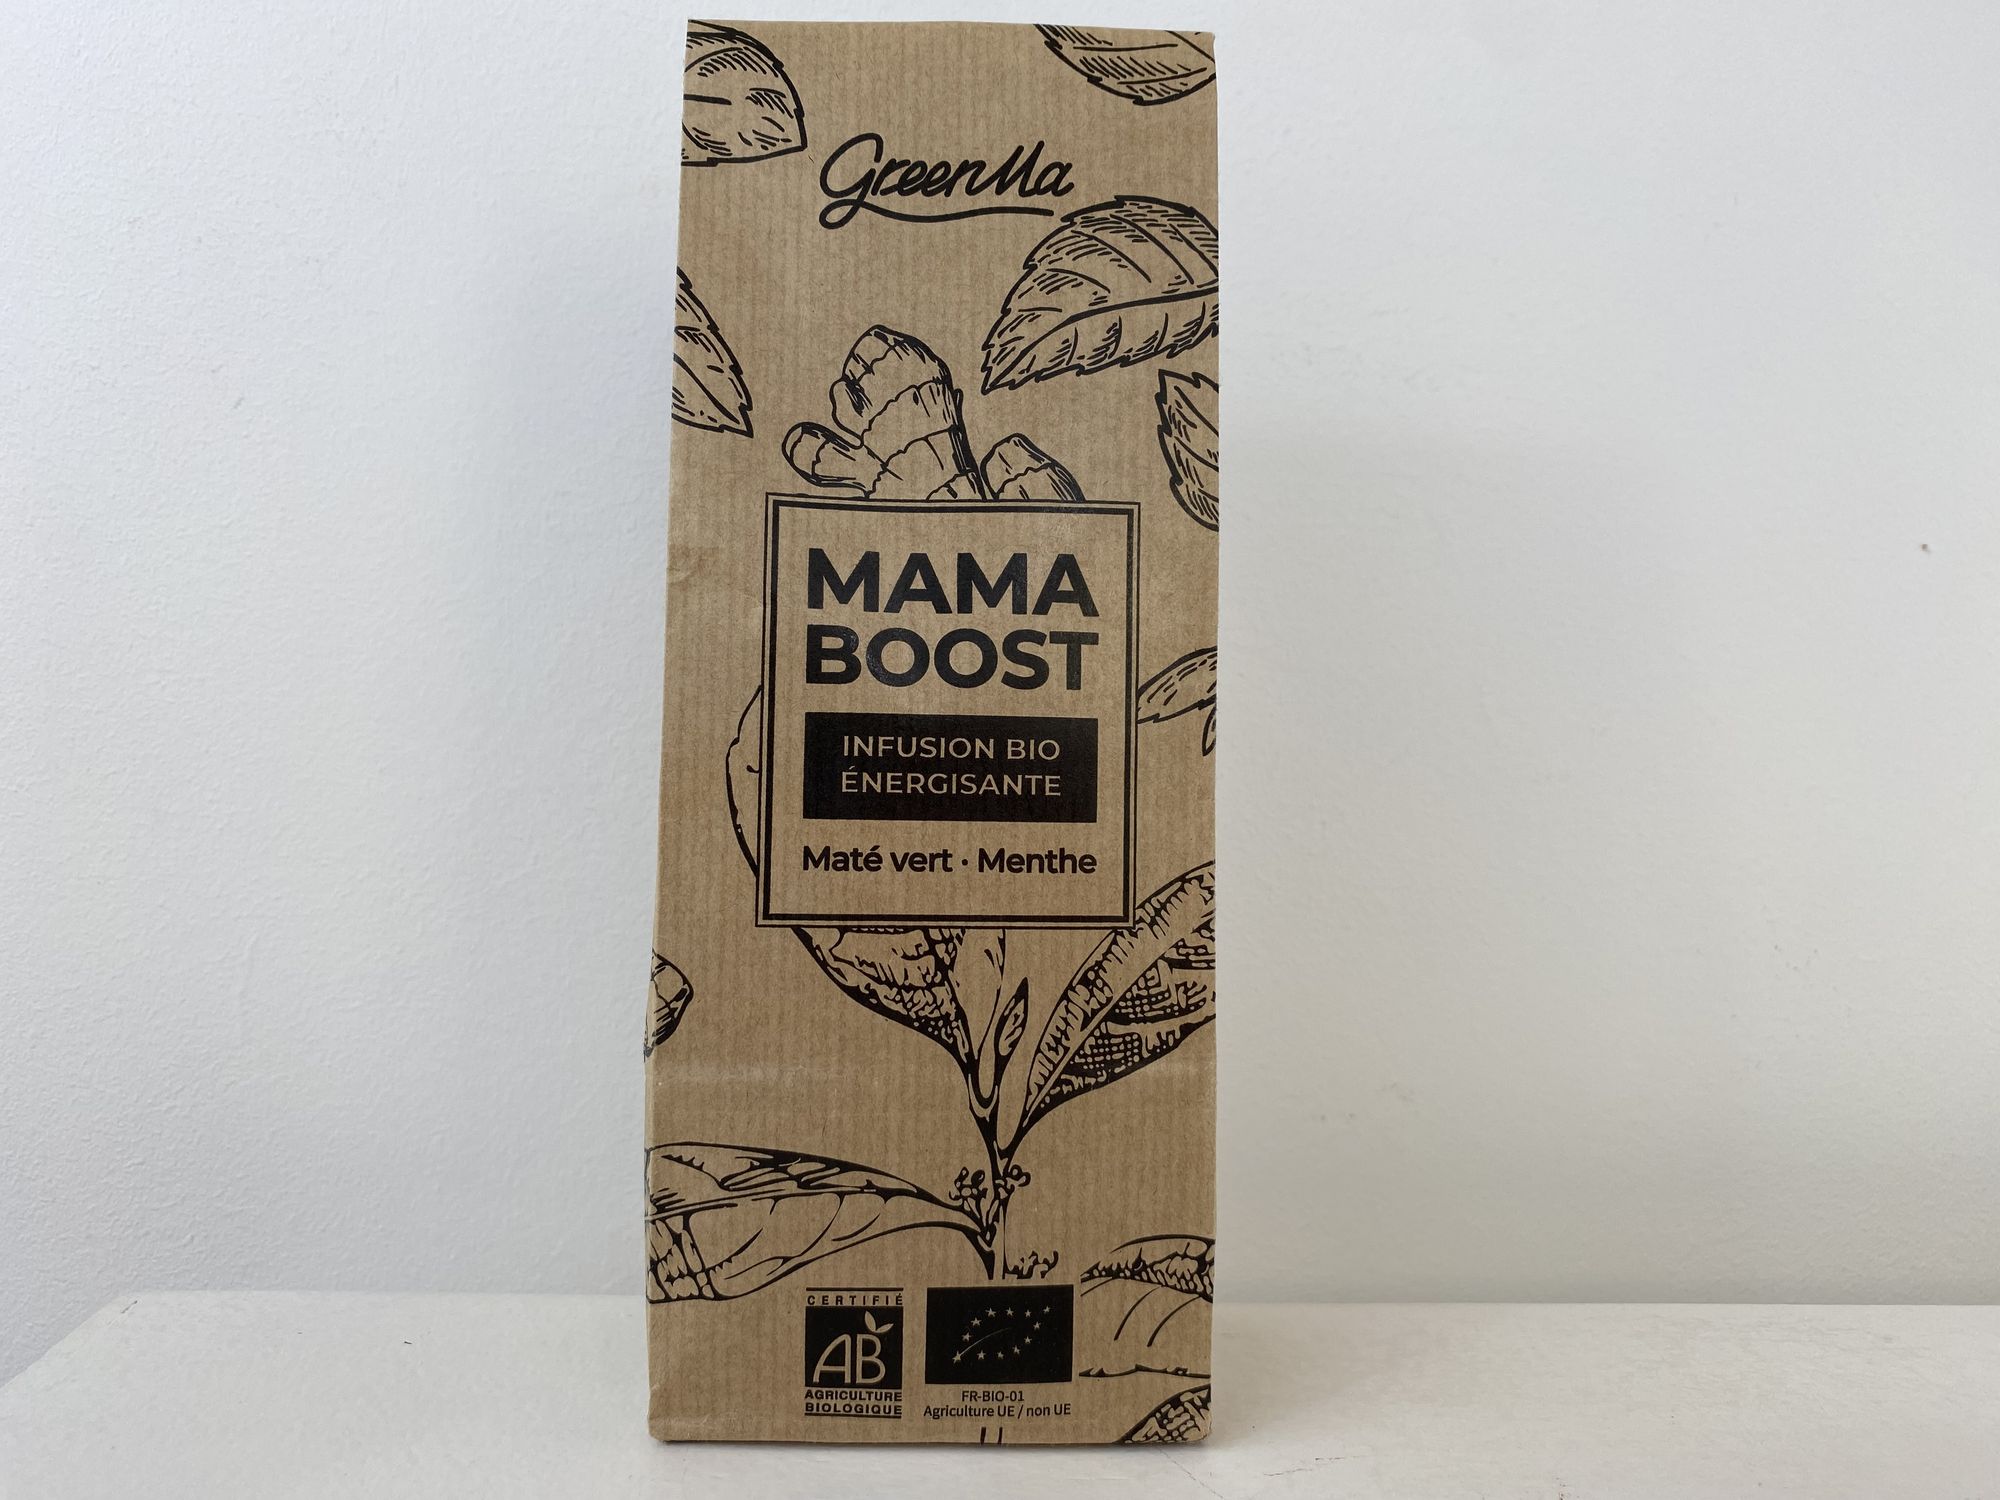 GreenMa
MAMA
BOOST
INFUSION BIO
ÉNERGISANTE
Maté vert · Menthe
CERTIFIÉ
AB
AGRICULTURE
BIOLOGIQUE
FR-BIO-01
Agriculture UE / non UE